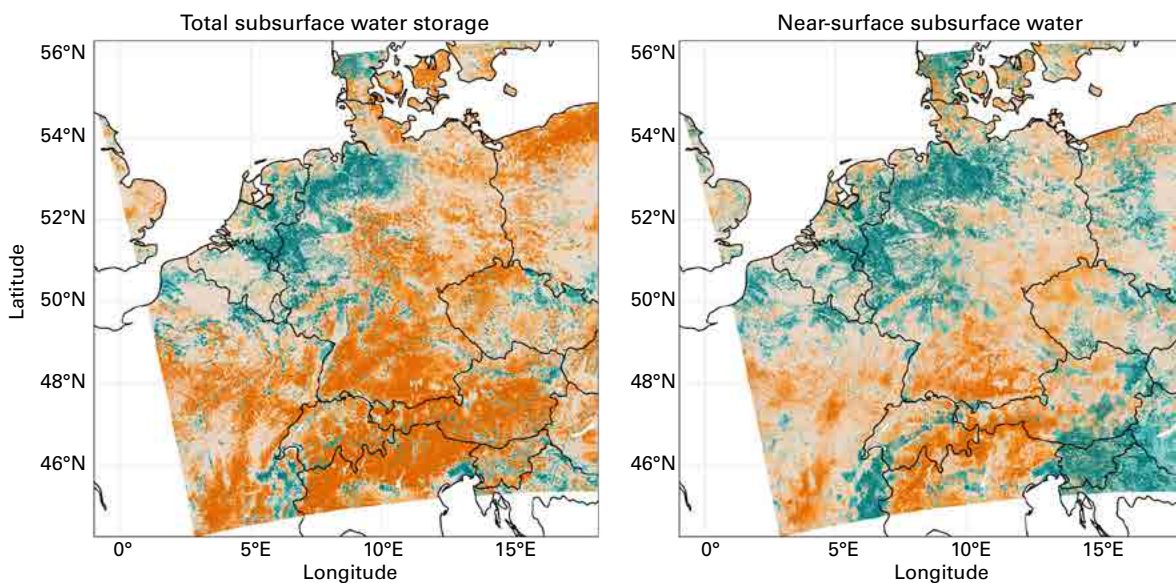 Total subsurface water storage
Near-surface subsurface water
56°N
54°N
52°N
50°N
48°N
46°N
Latitude
0°
5°E
10°E
15°E
Longitude
56°N
54°N
52°N
50°N
48°N
46°N
0°
5°E
10°E
15°E
Longitude